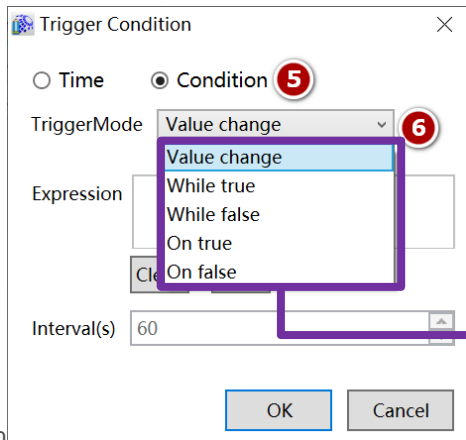 Trigger Condition
Time Condition 5
TriggerMode Value change 6
Value change
While true
Expression
While false
On true
On false
Interval(s) 60
OK Cancel